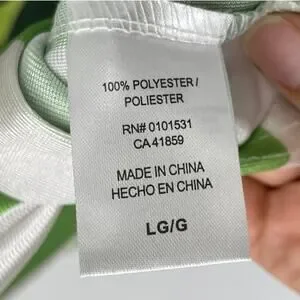 100% POLYESTER /
POLIESTER
RN# 0101531
CA 41859
MADE IN CHINA
HECHO EN CHINA
LG/G